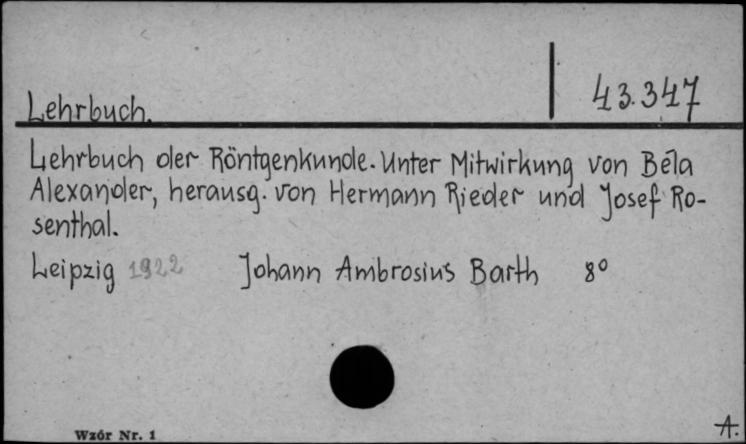 43.347
Lehrbuch.
Lehrbuch der Röntgenkunde. Unter Mitwirkung von Béla
Alexander, herausg. von Hermann Rieder und Josef Ro-
senthal.
Leipzig 1922 Johann Ambrosius Barth 8°
Wzór Nr. 1
A.